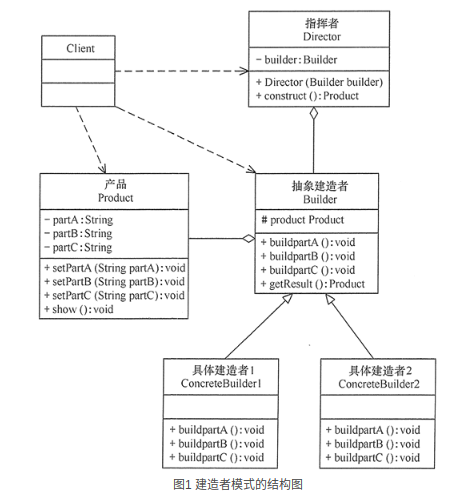 Client
指挥者
Director
− builder:Builder
+ Director (Builder builder)
+ construct ():Product
产品
Product
− partA:String
− partB:String
− partC:String
+ setPartA (String partA):void
+ setPartB (String partB):void
+ setPartC (String partC):void
+ show ():void
抽象建造者
Builder
# product Product
+ buildpartA ():void
+ buildpartB ():void
+ buildpartC ():void
+ getResult ():Product
具体建造者1
ConcreteBuilder1
+ buildpartA ():void
+ buildpartB ():void
+ buildpartC ():void
具体建造者2
ConcreteBuilder2
+ buildpartA ():void
+ buildpartB ():void
+ buildpartC ():void
图1 建造者模式的结构图